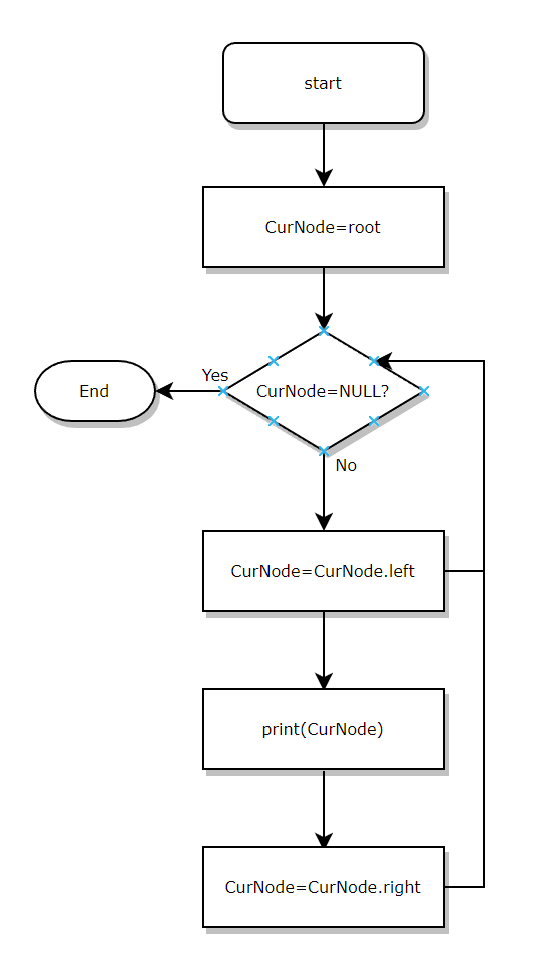 start
CurNode=root
Yes
End
CurNode=NULL?
No
CurNode=CurNode.left
print(CurNode)
CurNode=CurNode.right